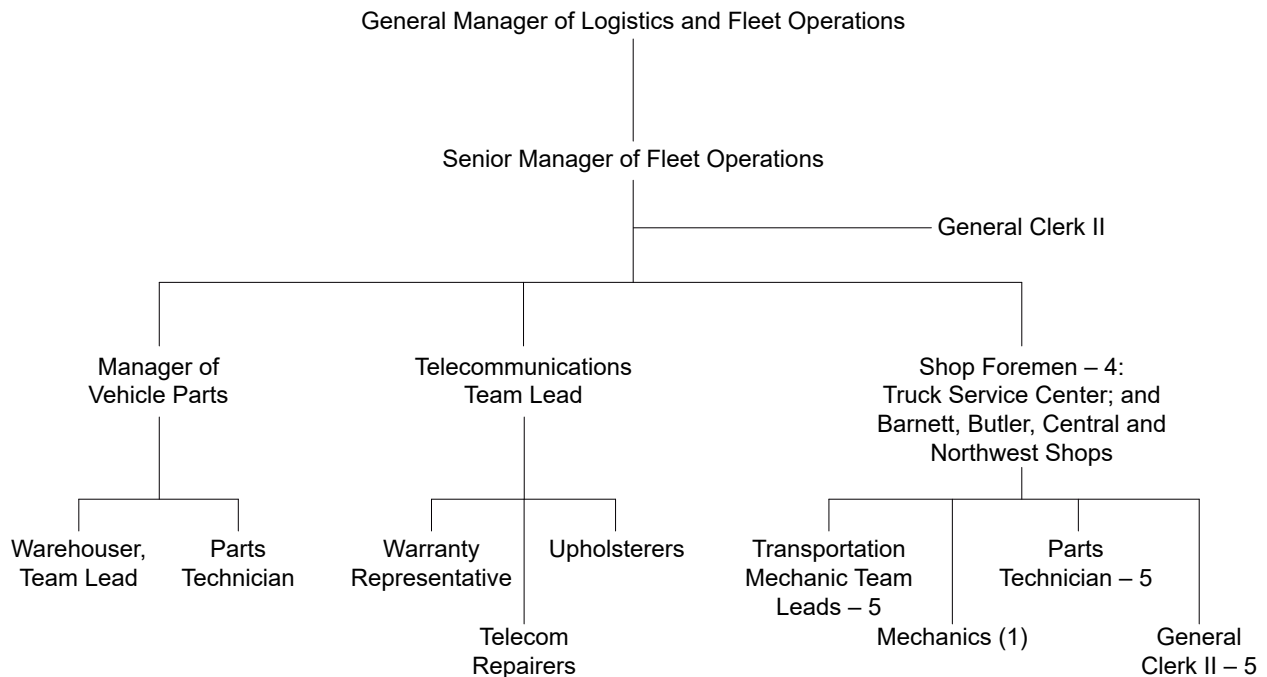 General Manager of Logistics and Fleet Operations
Senior Manager of Fleet Operations
General Clerk II
Manager of
Vehicle Parts
Telecommunications
Team Lead
Shop Foremen – 4:
Truck Service Center; and
Barnett, Butler, Central and
Northwest Shops
Warehouser,
Team Lead
Parts
Technician
Warranty
Representative
Telecom
Repairers
Upholsterers
Transportation
Mechanic Team
Leads – 5
Mechanics (1)
Parts
Technician – 5
General
Clerk II – 5